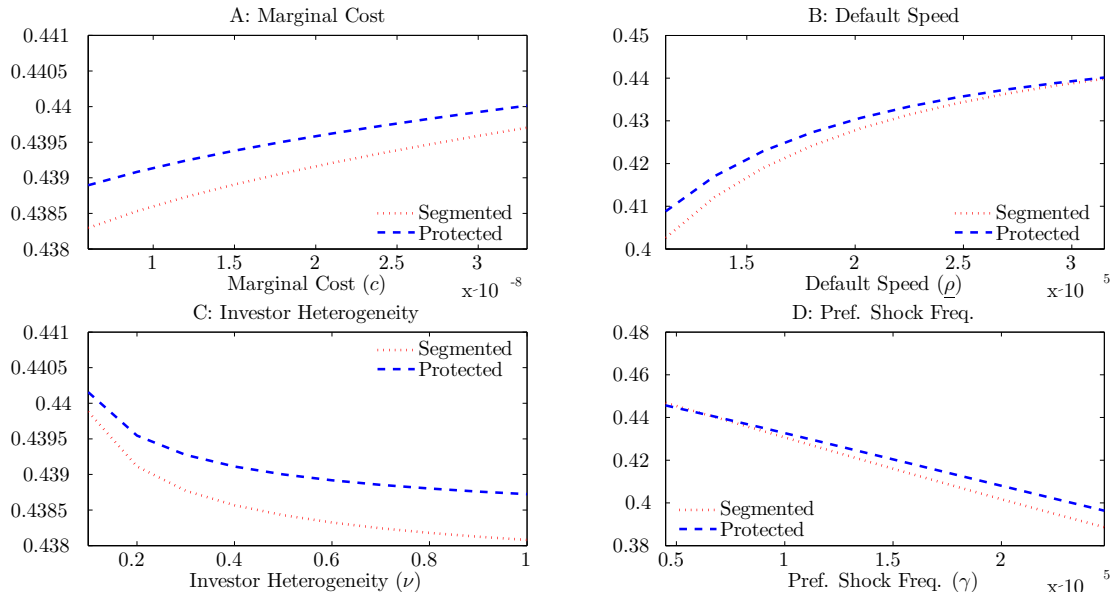 A: Marginal Cost
0.441
0.4405
0.44
0.4395
0.439
0.4385
0.438
Segmented
Protected
1 1.5 2 2.5 3
Marginal Cost (c) x 10 -8
B: Default Speed
0.45
0.44
0.43
0.42
0.41
0.4
Segmented
Protected
1.5 2 2.5 3
Default Speed (ρ) x 10 5
C: Investor Heterogeneity
0.441
0.4405
0.44
0.4395
0.439
0.4385
0.438
Segmented
Protected
0.2 0.4 0.6 0.8 1
Investor Heterogeneity (ν)
D: Pref. Shock Freq.
0.48
0.46
0.44
0.42
0.4
0.38
Segmented
Protected
0.5 1 1.5 2
Pref. Shock Freq. (γ) x 10 5